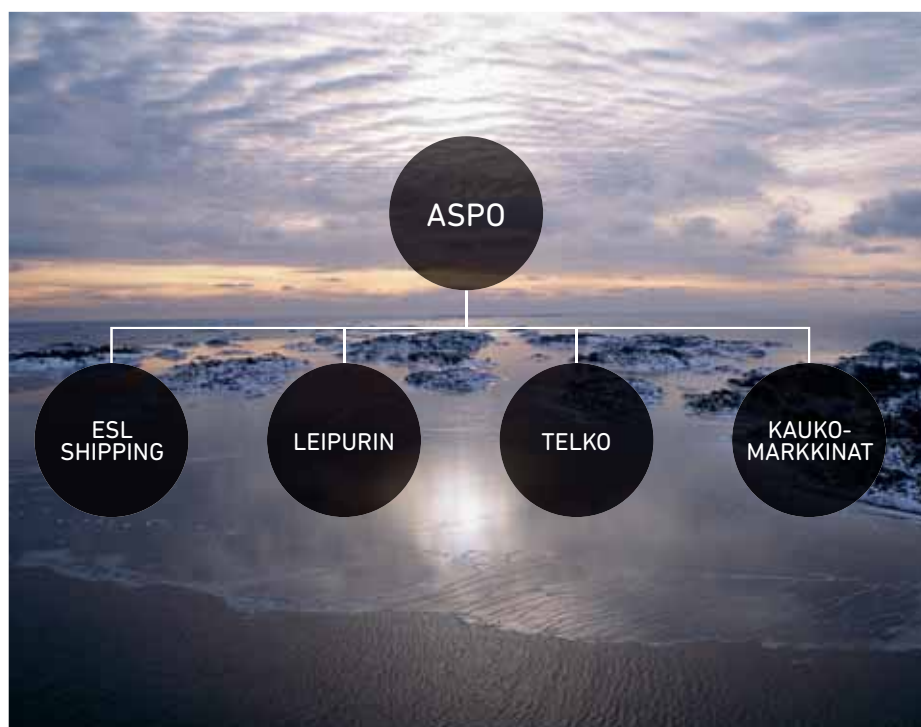 ASPO
ESL
SHIPPING
LEIPURIN
TELKO
KAUKO-
MARKKINAT